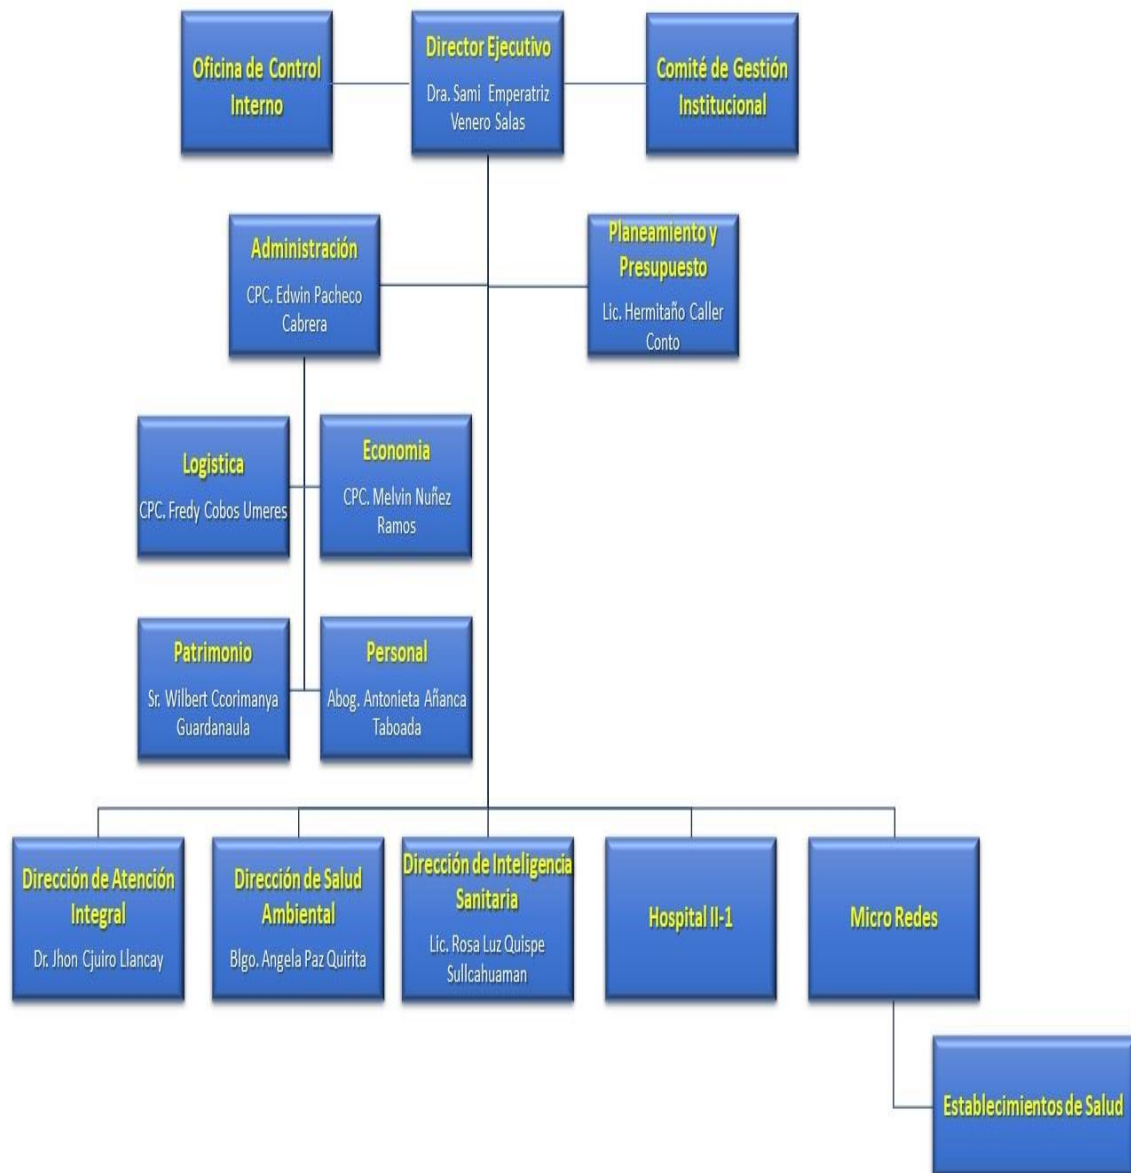 Oficina de Control
Interno
Director Ejecutivo
Dra. Sami Emperatriz
Venero Salas
Comité de Gestión
Institucional
Administración
CPC. Edwin Pacheco
Cabrera
Planeamiento y
Presupuesto
Lic. Hermitaño Caller
Conto
Logistica
CPC. Fredy Cobos Umeres
Economia
CPC. Melvin Nuñez
Ramos
Patrimonio
Sr. Wilbert Ccorimanya
Guardanaula
Personal
Abog. Antonieta Añanca
Taboada
Dirección de Atención
Integral
Dr. Jhon Cjuiro Llancay
Dirección de Salud
Ambiental
Blgo. Angela Paz Quirita
Dirección de Inteligencia
Sanitaria
Lic. Rosa Luz Quispe
Sullcahuaman
Hospital II-1
Micro Redes
Establecimientos de Salud